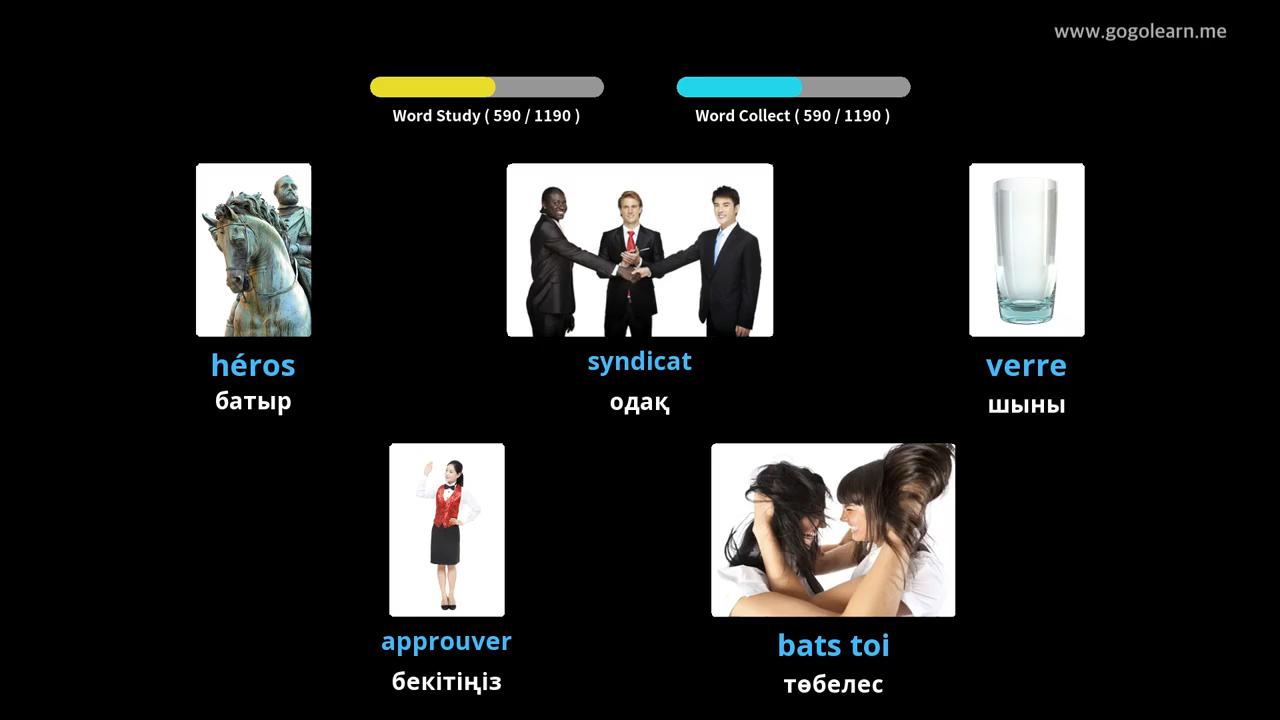 www.gogolearn.me
Word Study ( 590 / 1190 )
Word Collect ( 590 / 1190 )
héros
батыр
syndicat
одақ
verre
шыны
approuver
бекітіңіз
bats toi
төбелес